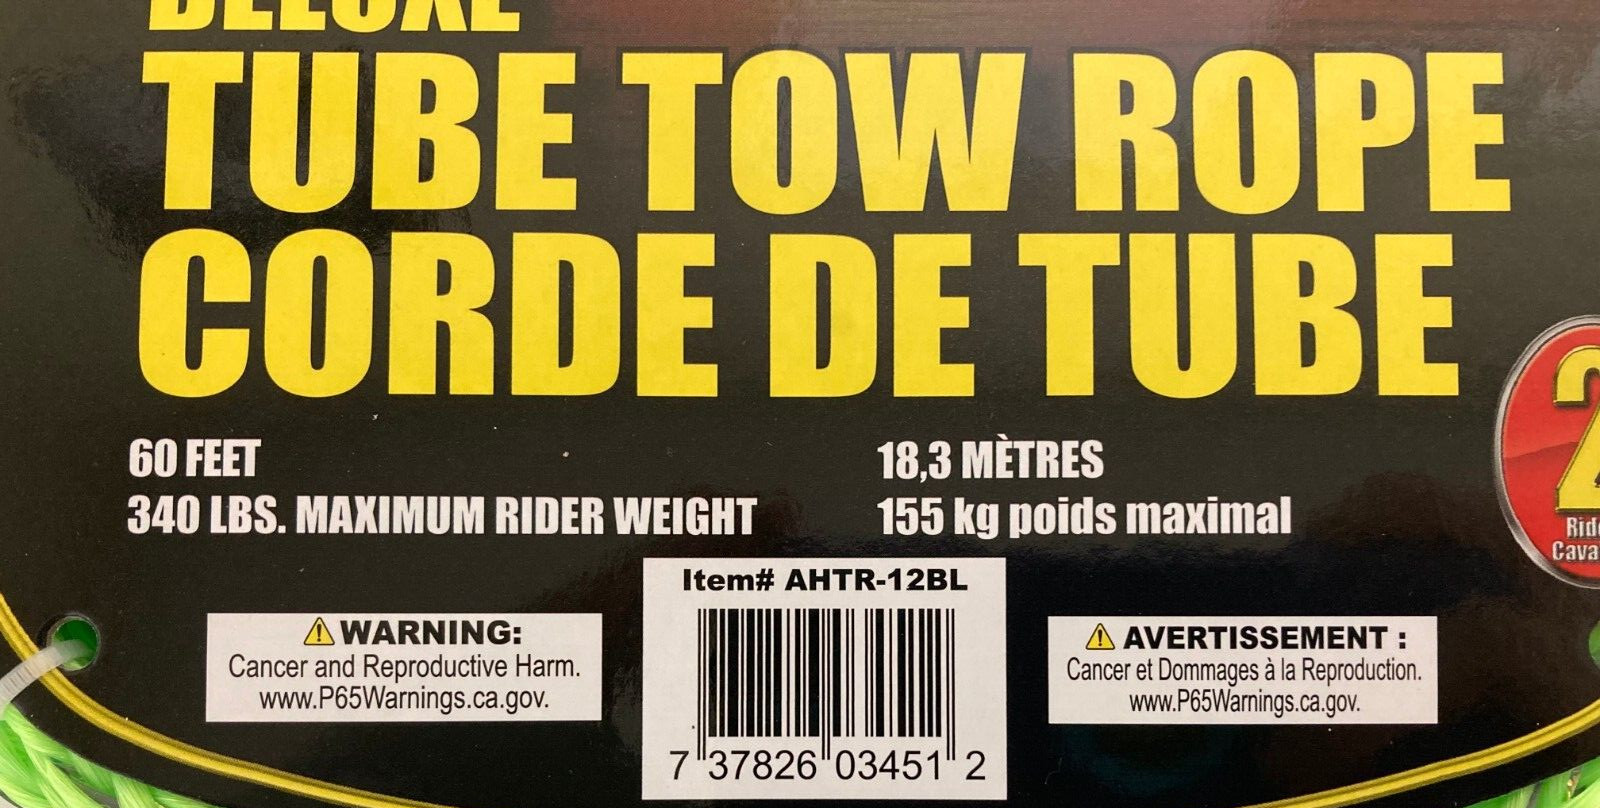 DELUXE
TUBE TOW ROPE
CORDE DE TUBE
60 FEET
340 LBS. MAXIMUM RIDER WEIGHT
18,3 MÈTRES
155 kg poids maximal
2
Item# AHTR-12BL
7 37826 03451 2
WARNING:
Cancer and Reproductive Harm.
www.P65Warnings.ca.gov.
AVERTISSEMENT :
Cancer et Dommages à la Reproduction.
www.P65Warnings.ca.gov.